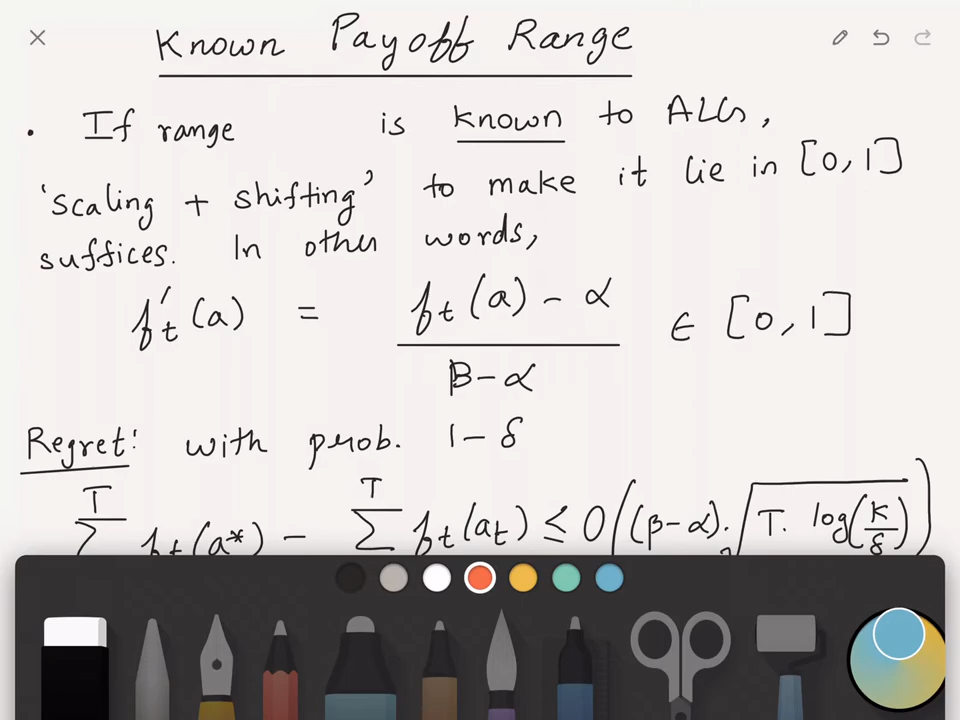 Known Payoff Range
. If range is known to ALG,
'scaling + shifting' to make it lie in [0,1]
suffices. In other words,
f't(a) = ft(a) - α / β - α ∈ [0,1]
Regret: with prob. 1 - δ
T T
∑ ft(a*) - ∑ ft(at) ≤ O((β-α).√T. log(K/δ))